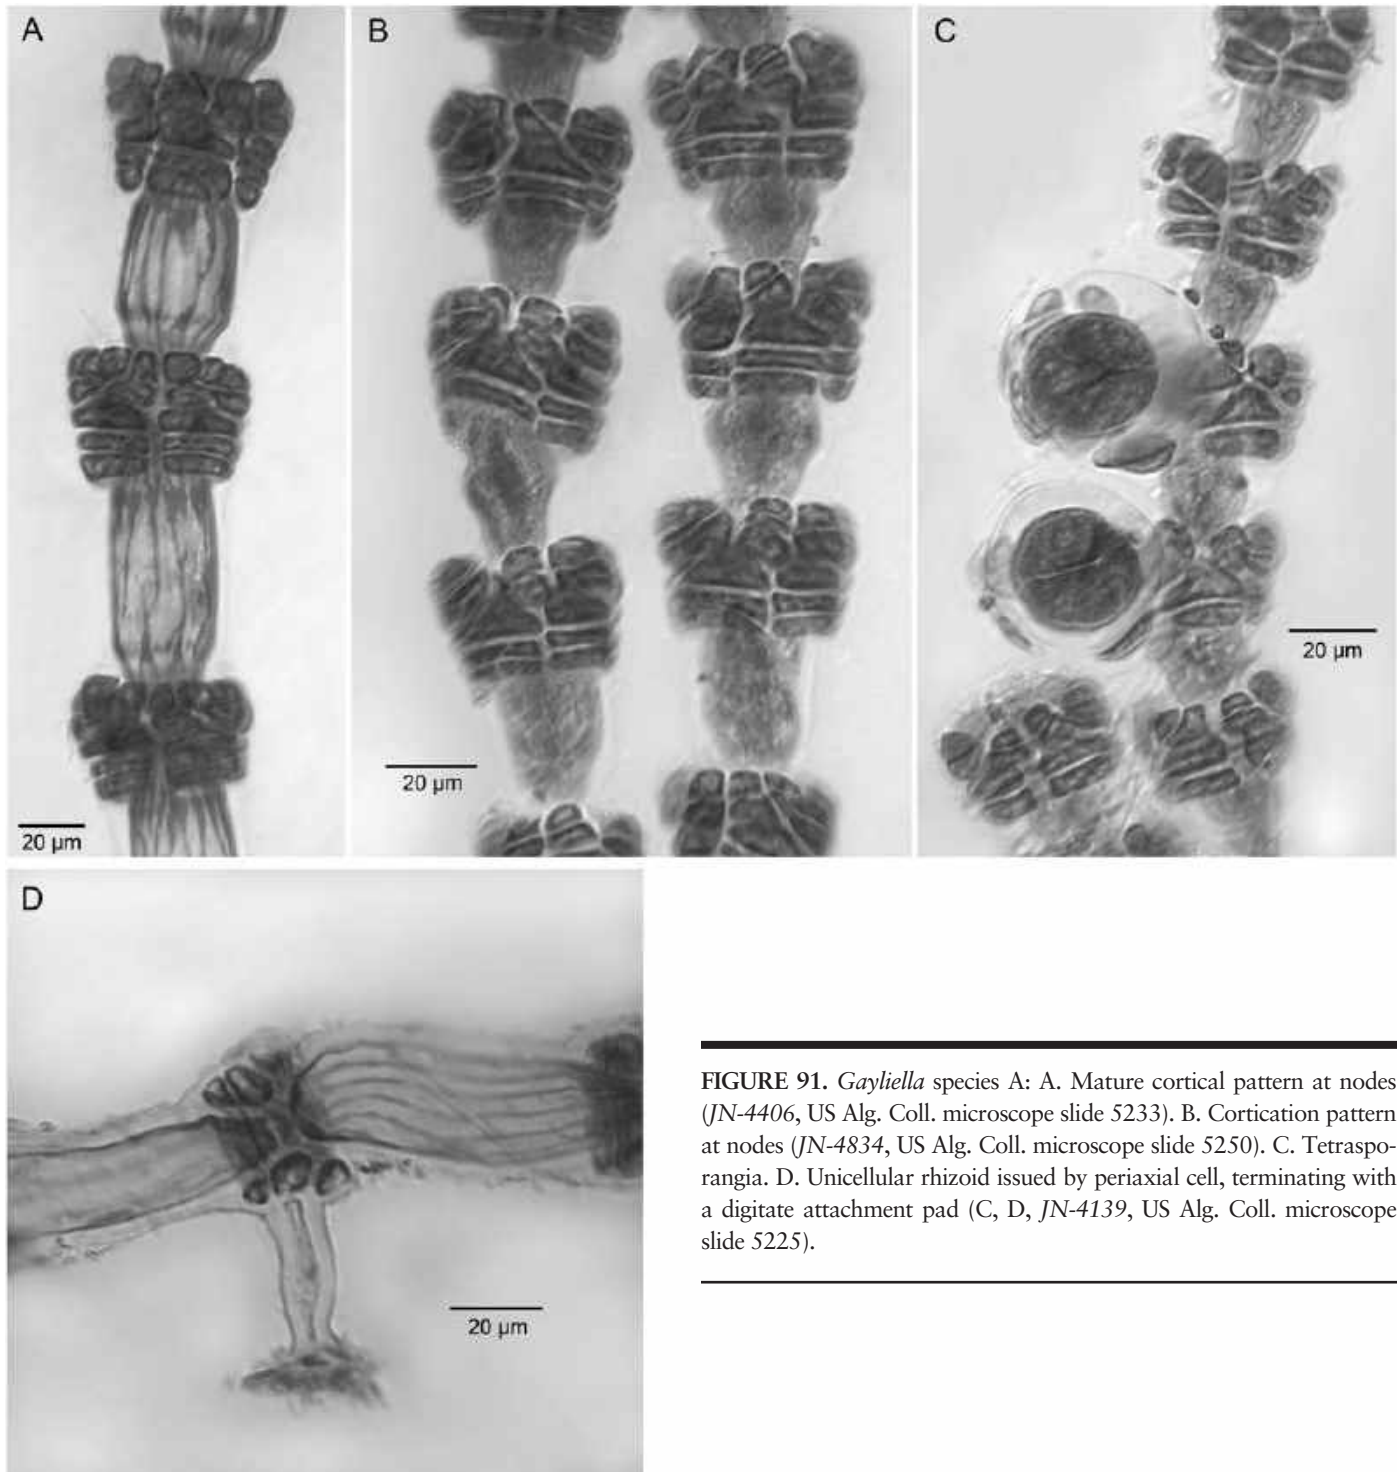 A
B
C
20 µm
20 µm
20 µm
D
20 µm
FIGURE 91. Gayliella species A: A. Mature cortical pattern at nodes
(JN-4406, US Alg. Coll. microscope slide 5233). B. Cortication pattern
at nodes (JN-4834, US Alg. Coll. microscope slide 5250). C. Tetraspo-
rangia. D. Unicellular rhizoid issued by periaxial cell, terminating with
a digitate attachment pad (C, D, JN-4139, US Alg. Coll. microscope
slide 5225).